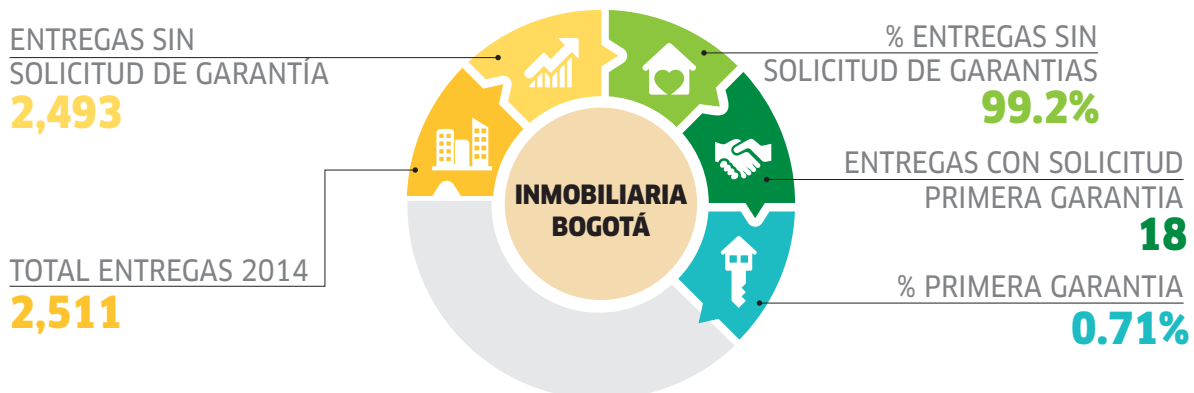 ENTREGAS SIN
SOLICITUD DE GARANTÍA
2,493
TOTAL ENTREGAS 2014
2,511
INMOBILIARIA
BOGOTÁ
% ENTREGAS SIN
SOLICITUD DE GARANTIAS
99.2%
ENTREGAS CON SOLICITUD
PRIMERA GARANTIA
18
% PRIMERA GARANTIA
0.71%